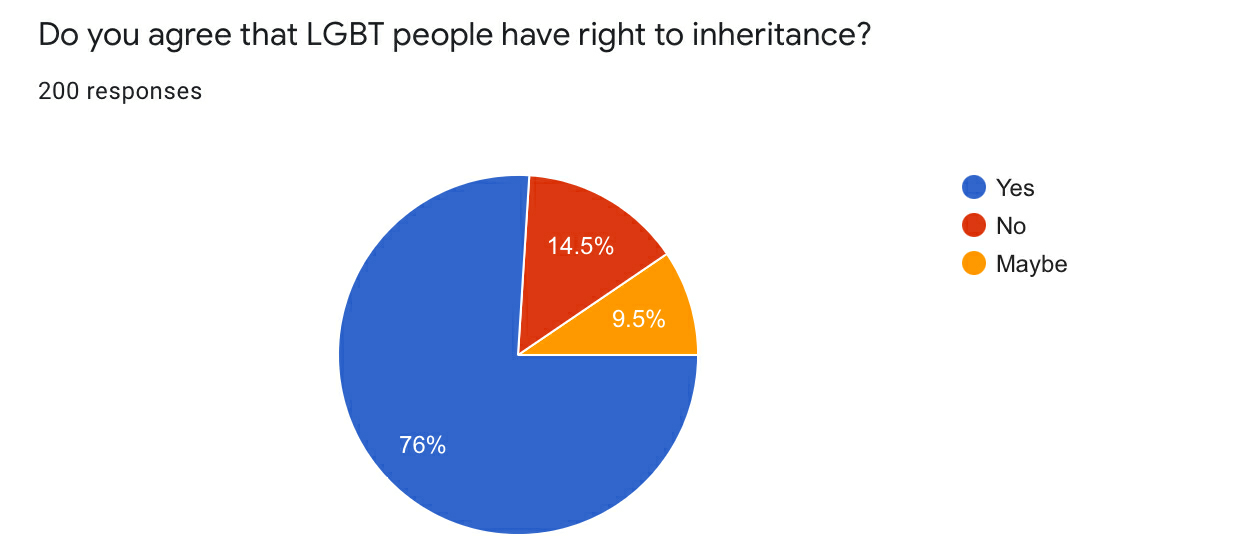 Do you agree that LGBT people have right to inheritance?
200 responses
Yes
No
Maybe
14.5%
9.5%
76%